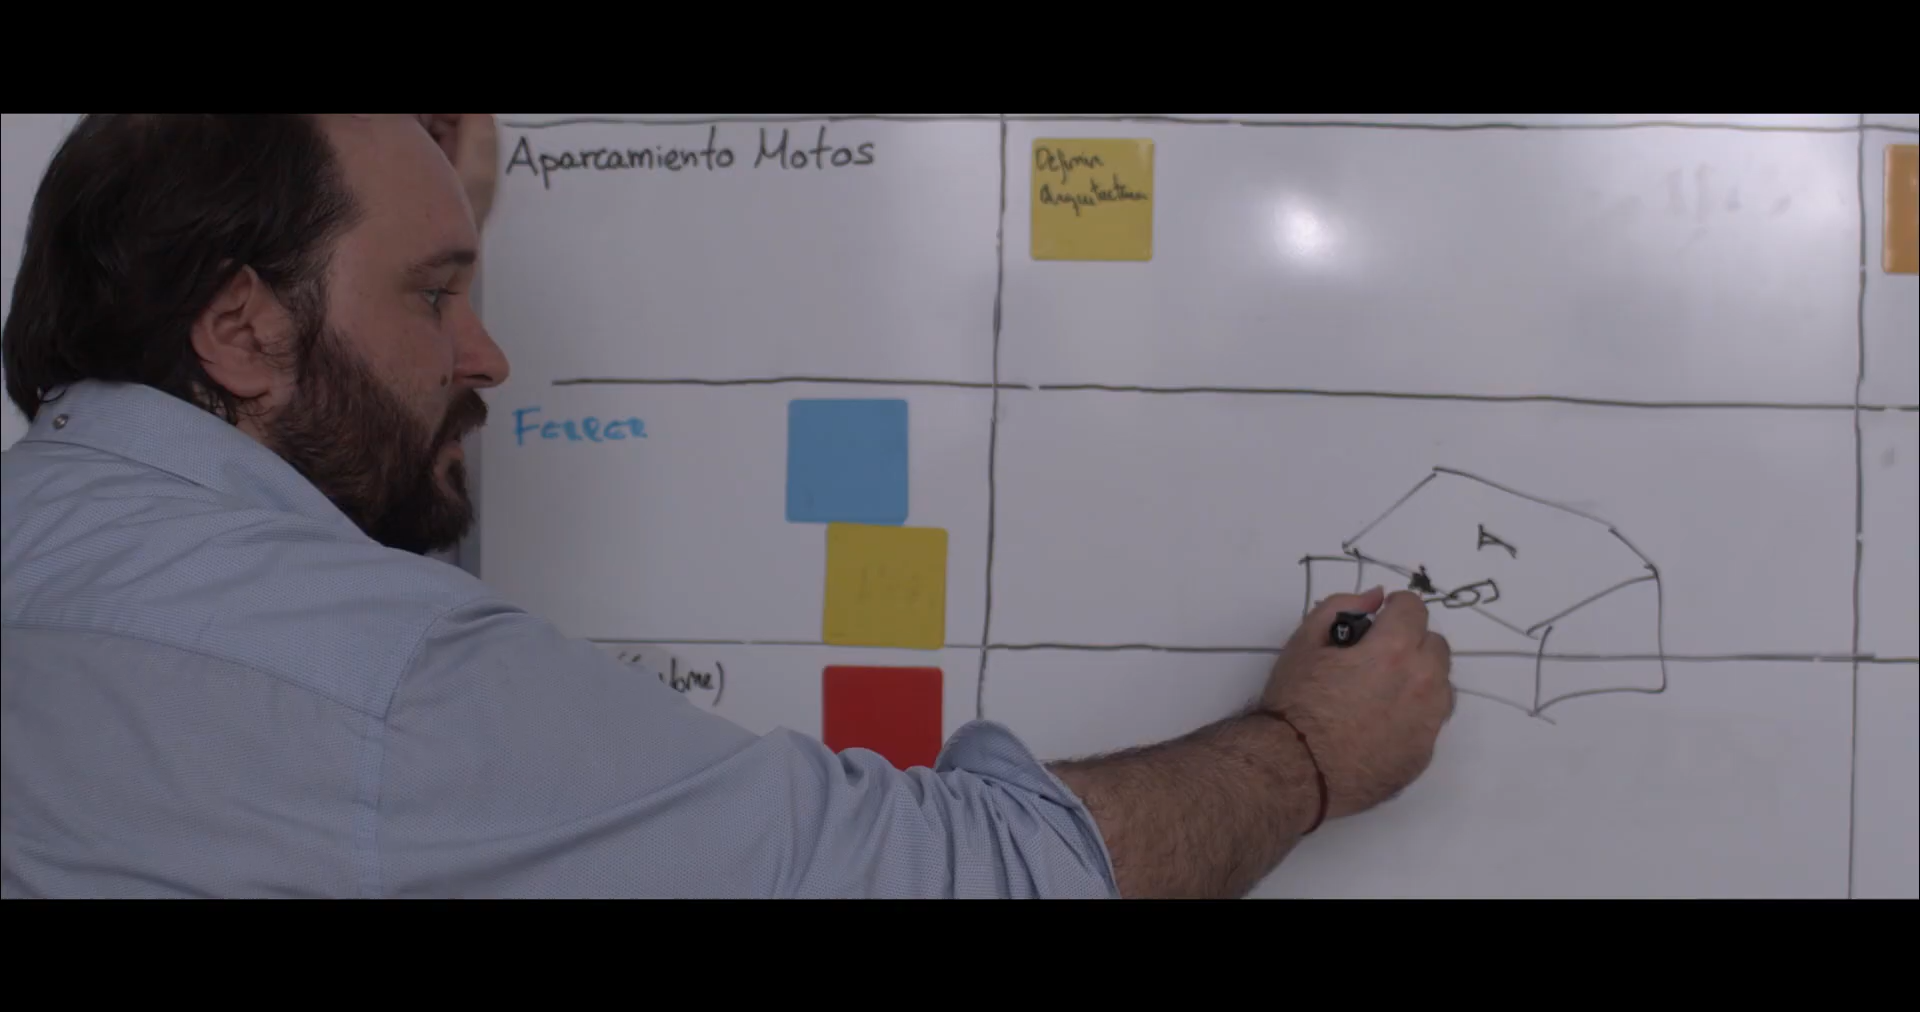 Aparcamiento Motos
Definir
Arquitectura
FERRER
A